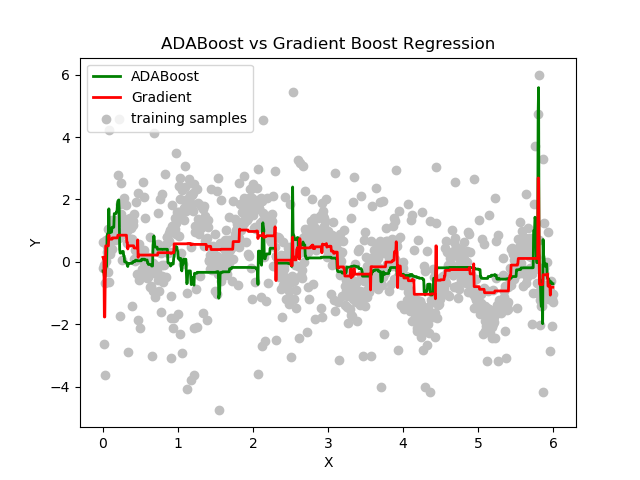 ADABoost vs Gradient Boost Regression
ADABoost
Gradient
training samples
6
4
2
0
−2
−4
Y
0 1 2 3 4 5 6
X